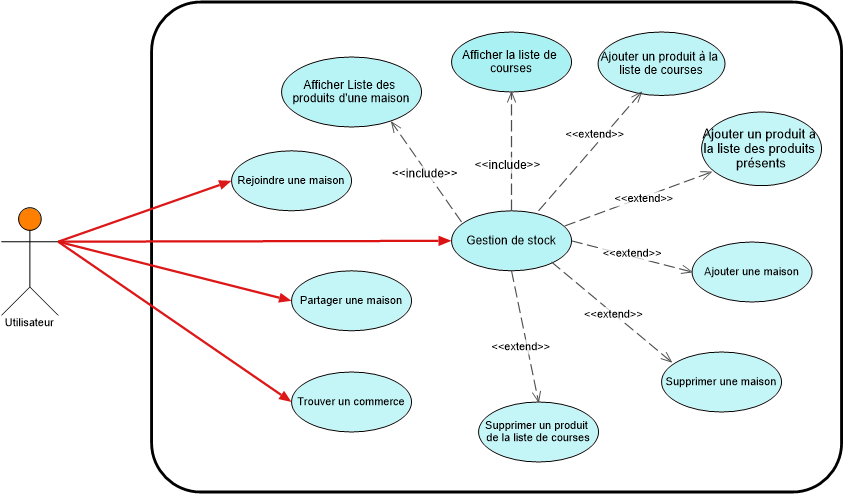 Afficher la liste de
courses
Ajouter un produit à la
liste de courses
Afficher Liste des
produits d'une maison
<<extend>>
Ajouter un produit a
la liste des produits
présents
<<include>>
<<include>>
Rejoindre une maison
<<extend>>
Gestion de stock
<<extend>>
Ajouter une maison
Partager une maison
<<extend>>
Utilisateur
<<extend>>
Supprimer une maison
Trouver un commerce
Supprimer un produit
de la liste de courses